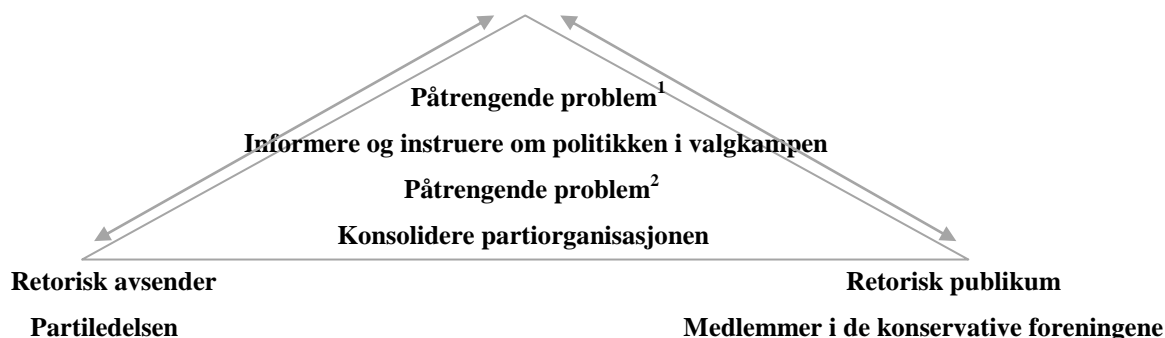 Påtrengende problem1
Informere og instruere om politikken i valgkampen
Påtrengende problem2
Konsolidere partiorganisasjonen
Retorisk avsender
Retorisk publikum
Partiledelsen
Medlemmer i de konservative foreningene